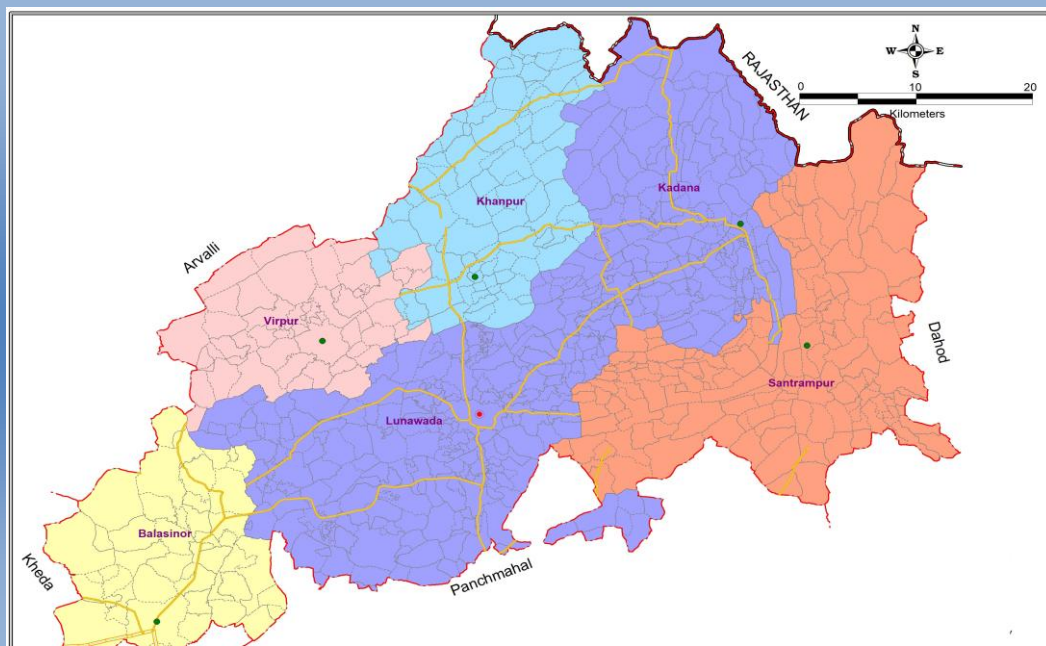 N
W E
S
RAJASTHAN
0 10 20
Kilometers
Kadana
Khanpur
Arvalli
Virpur
Dahod
Santrampur
Lunawada
Balasinor
Kheda
Panchmahal